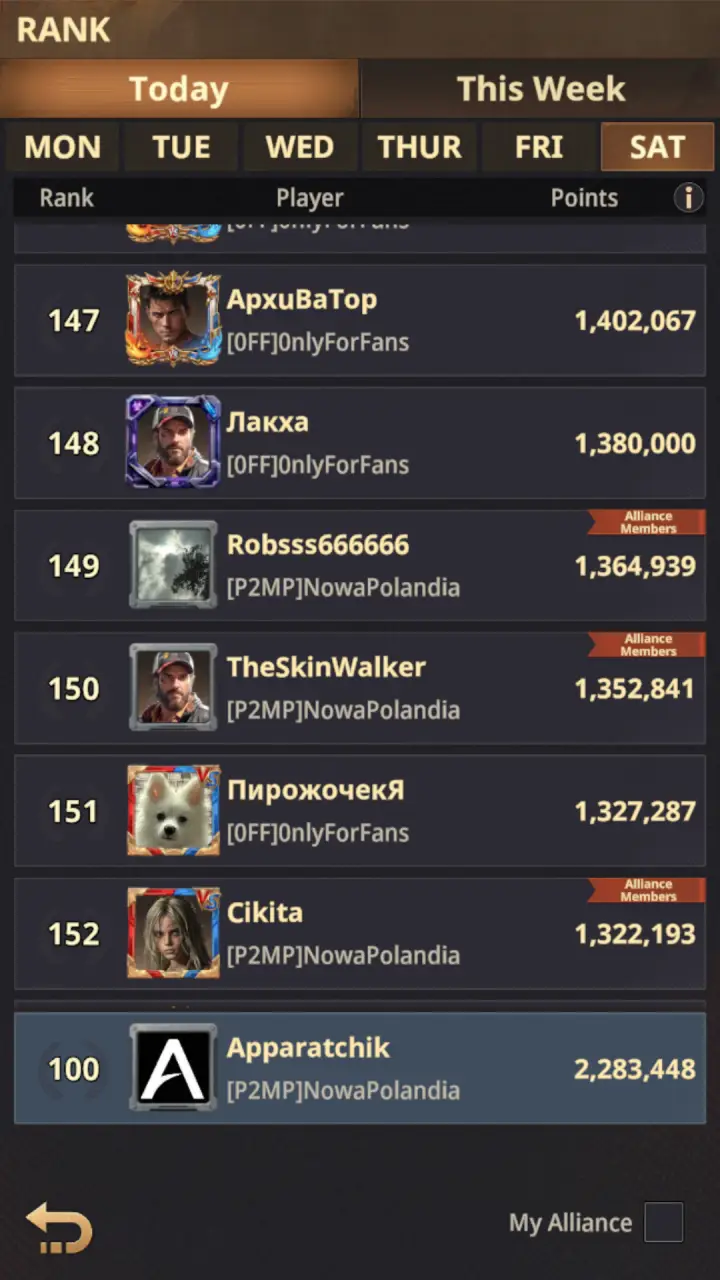 RANK
Today
This Week
MON
TUE
WED
THUR
FRI
SAT
Rank
Player
Points
147
АрхиВаТор
[0FF]0nlyForFans
1,402,067
148
Лакха
[0FF]0nlyForFans
1,380,000
Alliance
Members
149
Robsss666666
[P2MP]NowaPolandia
1,364,939
Alliance
Members
150
TheSkinWalker
[P2MP]NowaPolandia
1,352,841
151
ПирожочекЯ
[0FF]0nlyForFans
1,327,287
Alliance
Members
152
Cikita
[P2MP]NowaPolandia
1,322,193
100
Apparatchik
[P2MP]NowaPolandia
2,283,448
My Alliance